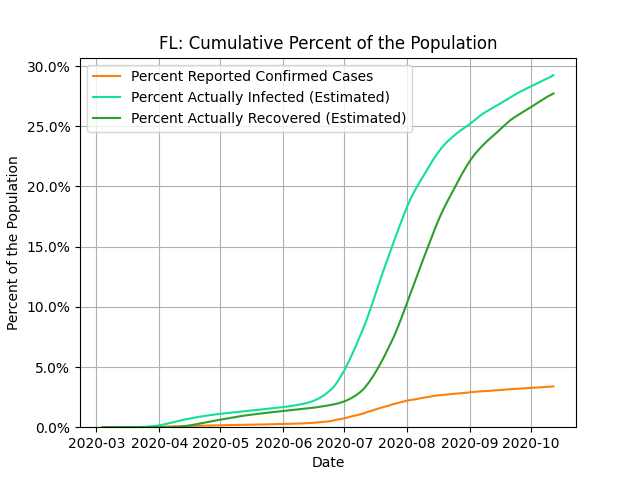 FL: Cumulative Percent of the Population
Percent Reported Confirmed Cases
Percent Actually Infected (Estimated)
Percent Actually Recovered (Estimated)
Percent of the Population
30.0%
25.0%
20.0%
15.0%
10.0%
5.0%
0.0%
2020-03 2020-04 2020-05 2020-06 2020-07 2020-08 2020-09 2020-10
Date